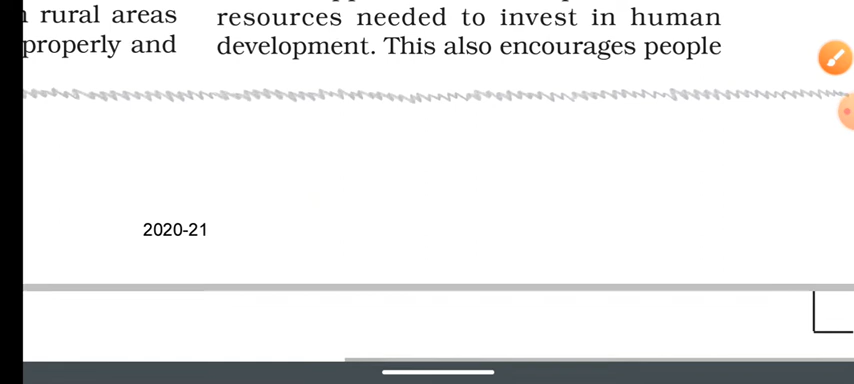 rural areas
properly and
resources needed to invest in human
development. This also encourages people
2020-21